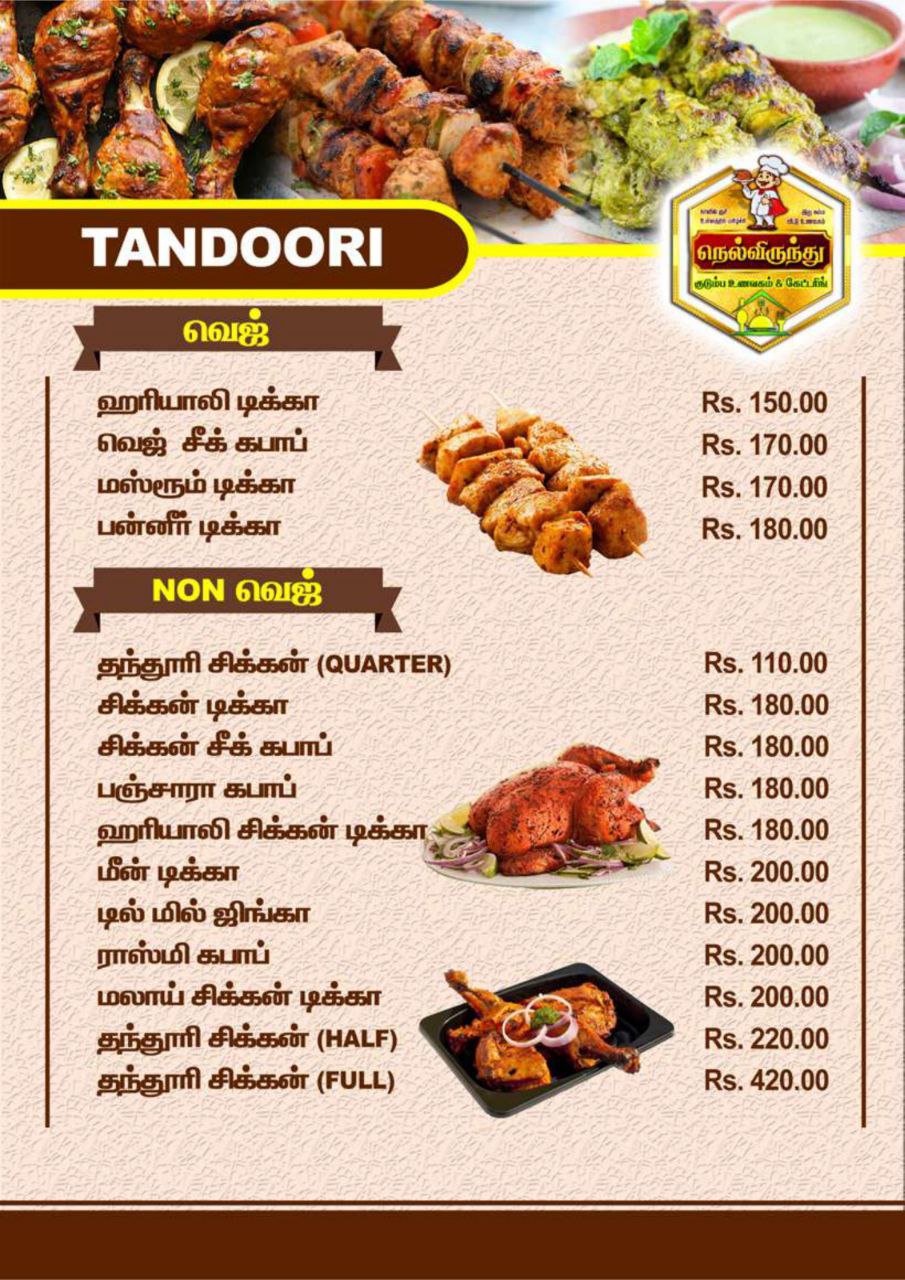 TANDOORI
நெல்விருந்து
குடும்ப உணவகம் & கேட்டரிங்
வெஜ்
ஹரியாலி டிக்கா Rs. 150.00
வெஜ் சீக் கபாப் Rs. 170.00
மஸ்ரூம் டிக்கா Rs. 170.00
பன்னீர் டிக்கா Rs. 180.00
NON வெஜ்
தந்தூரி சிக்கன் (QUARTER) Rs. 110.00
சிக்கன் டிக்கா Rs. 180.00
சிக்கன் சீக் கபாப் Rs. 180.00
பஞ்சாரா கபாப் Rs. 180.00
ஹரியாலி சிக்கன் டிக்கா Rs. 180.00
மீன் டிக்கா Rs. 200.00
டில் மில் ஜிங்கா Rs. 200.00
ராஸ்மி கபாப் Rs. 200.00
மலாய் சிக்கன் டிக்கா Rs. 200.00
தந்தூரி சிக்கன் (HALF) Rs. 220.00
தந்தூரி சிக்கன் (FULL) Rs. 420.00